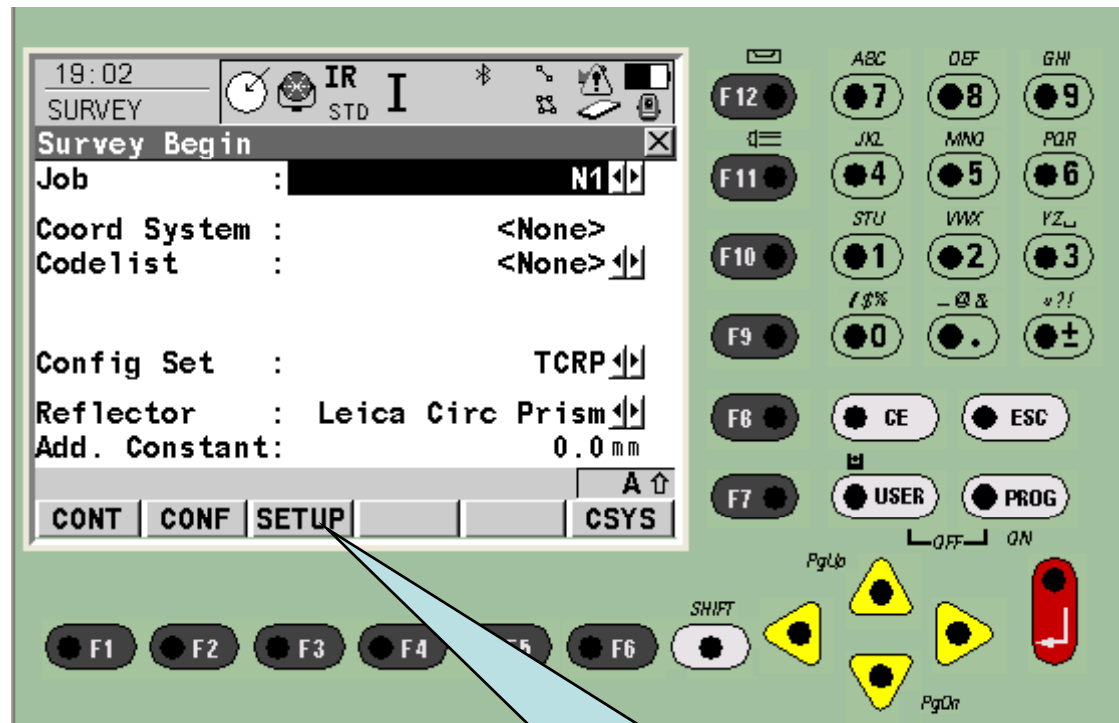 19:02
SURVEY
IR
STD
I
Survey Begin
Job : N1
Coord System : <None>
Codelist : <None>
Config Set : TCRP
Reflector : Leica Circ Prism
Add. Constant: 0.0mm
A
CONT CONF SETUP CSYS
F12
F11
F10
F9
F8
F7
ABC DEF GHI
7 8 9
JKL MNO PQR
4 5 6
STU VWX YZ
1 2 3
/$% _@& *?!
0 . ±
CE ESC
USER PROG
OFF ON
PgUp
SHIFT
F1 F2 F3 F4 5 F6
PgDn